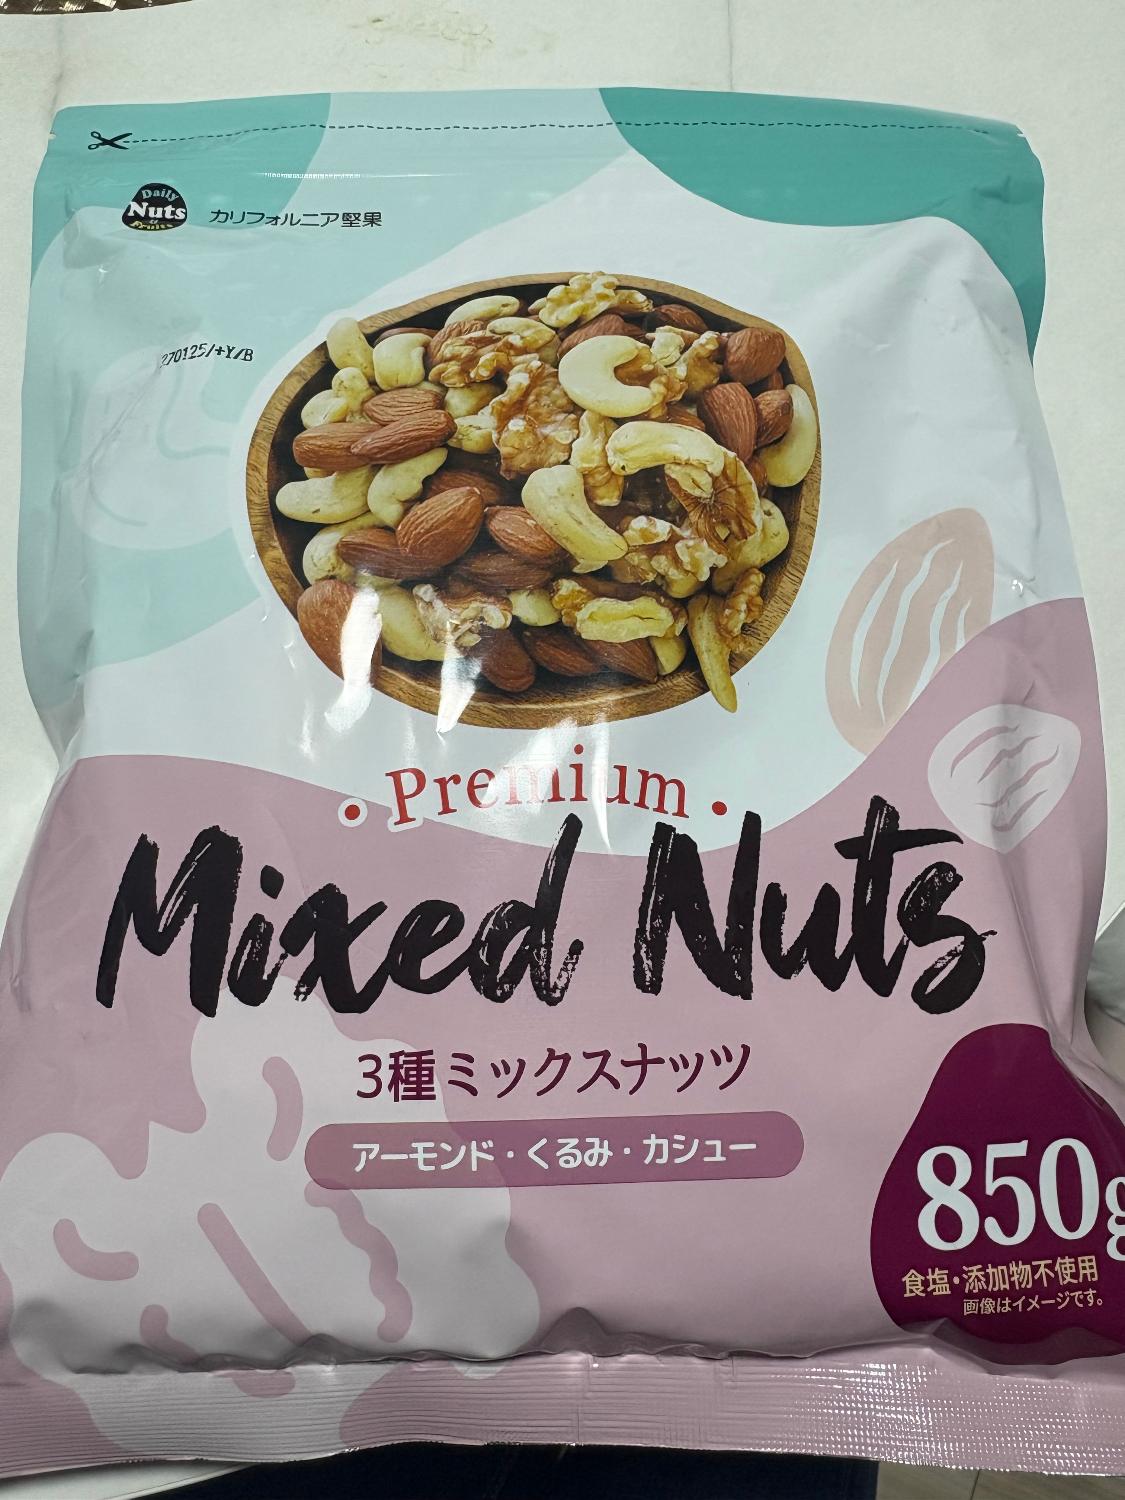 Daily
Nuts
&
Fruits
カリフォルニア堅果
270125/+Y/B
Premium
Mixed Nuts
3種ミックスナッツ
アーモンド・くるみ・カシュー
850g
食塩・添加物不使用
画像はイメージです。